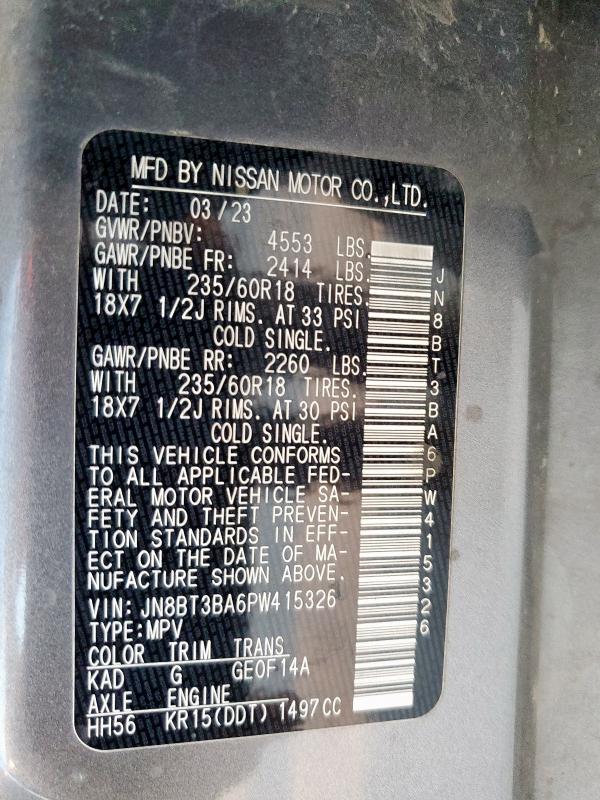 MFD BY NISSAN MOTOR CO.,LTD.
DATE: 03/23
GVWR/PNBV: 4553 LBS.
GAWR/PNBE FR: 2414 LBS.
WITH 235/60R18 TIRES.
18X7 1/2J RIMS. AT 33 PSI
COLD SINGLE.
GAWR/PNBE RR: 2260 LBS.
WITH 235/60R18 TIRES.
18X7 1/2J RIMS. AT 30 PSI
COLD SINGLE.
THIS VEHICLE CONFORMS
TO ALL APPLICABLE FED-
ERAL MOTOR VEHICLE SA-
FETY AND THEFT PREVEN-
TION STANDARDS IN EFF-
ECT ON THE DATE OF MA-
NUFACTURE SHOWN ABOVE.
VIN: JN8BT3BA6PW415326
TYPE:MPV
COLOR TRIM TRANS
KAD G GE0F14A
AXLE ENGINE
HH56 KR15(DDT) 1497CC
JN8BT3BA6PW415326